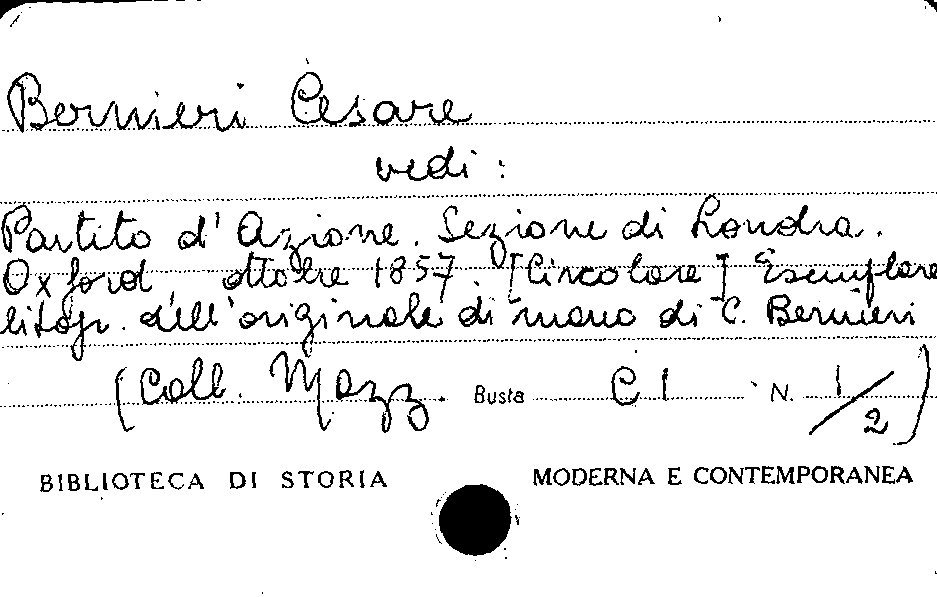 Bernieri Cesare
vedi :
Partito d'Azione. Sezione di Londra.
Oxford, ottobre 1857. [Circolare] Esemplare
litogr. dell'originale di mano di C. Bernieri
(Coll. Mazz. Busta C I N. 1/2)
BIBLIOTECA DI STORIA MODERNA E CONTEMPORANEA